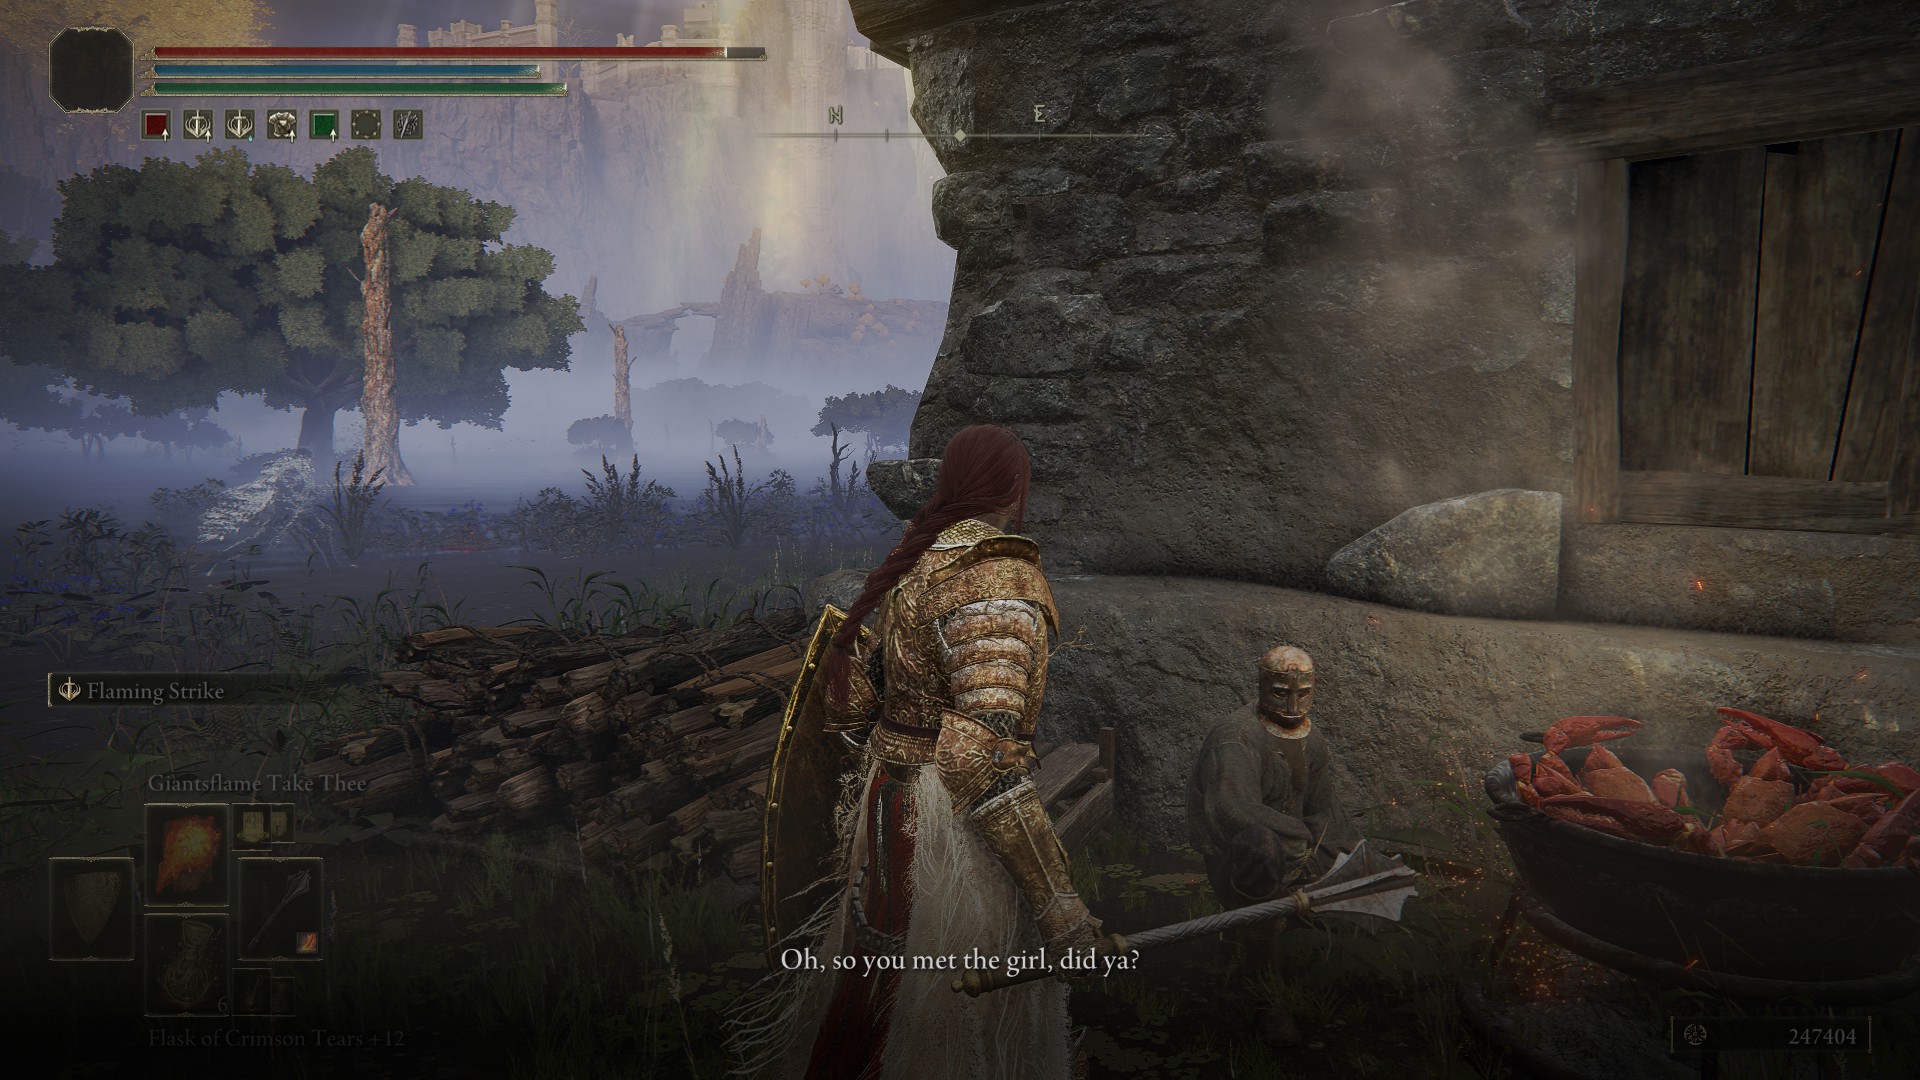 N
E
Flaming Strike
Giantsflame Take Thee
6
Flask of Crimson Tears +12
Oh, so you met the girl, did ya?
247404